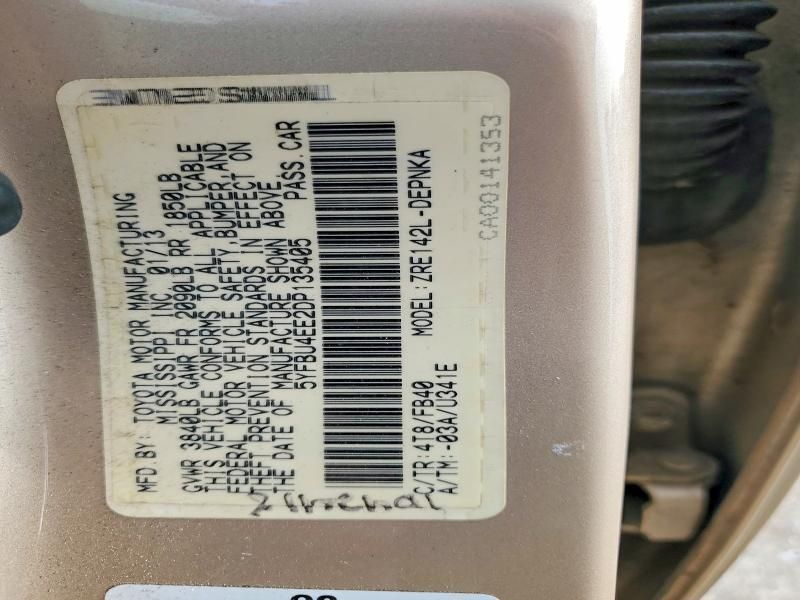 MFD BY: TOYOTA MOTOR MANUFACTURING
MISSISSIPPI INC 01/13
GVWR 3840LB GAWR FR 2090LB RR 1850LB
THIS VEHICLE CONFORMS TO ALL APPLICABLE
FEDERAL MOTOR VEHICLE SAFETY,BUMPER,AND
THEFT PREVENTION STANDARDS IN EFFECT ON
THE DATE OF MANUFACTURE SHOWN ABOVE.
5YFBU4EE2DP135405 PASS.CAR
C/TR:4T8/FB40 MODEL:ZRE142L-DEPNKA
A/TM:-03A/U341E
CA00141353